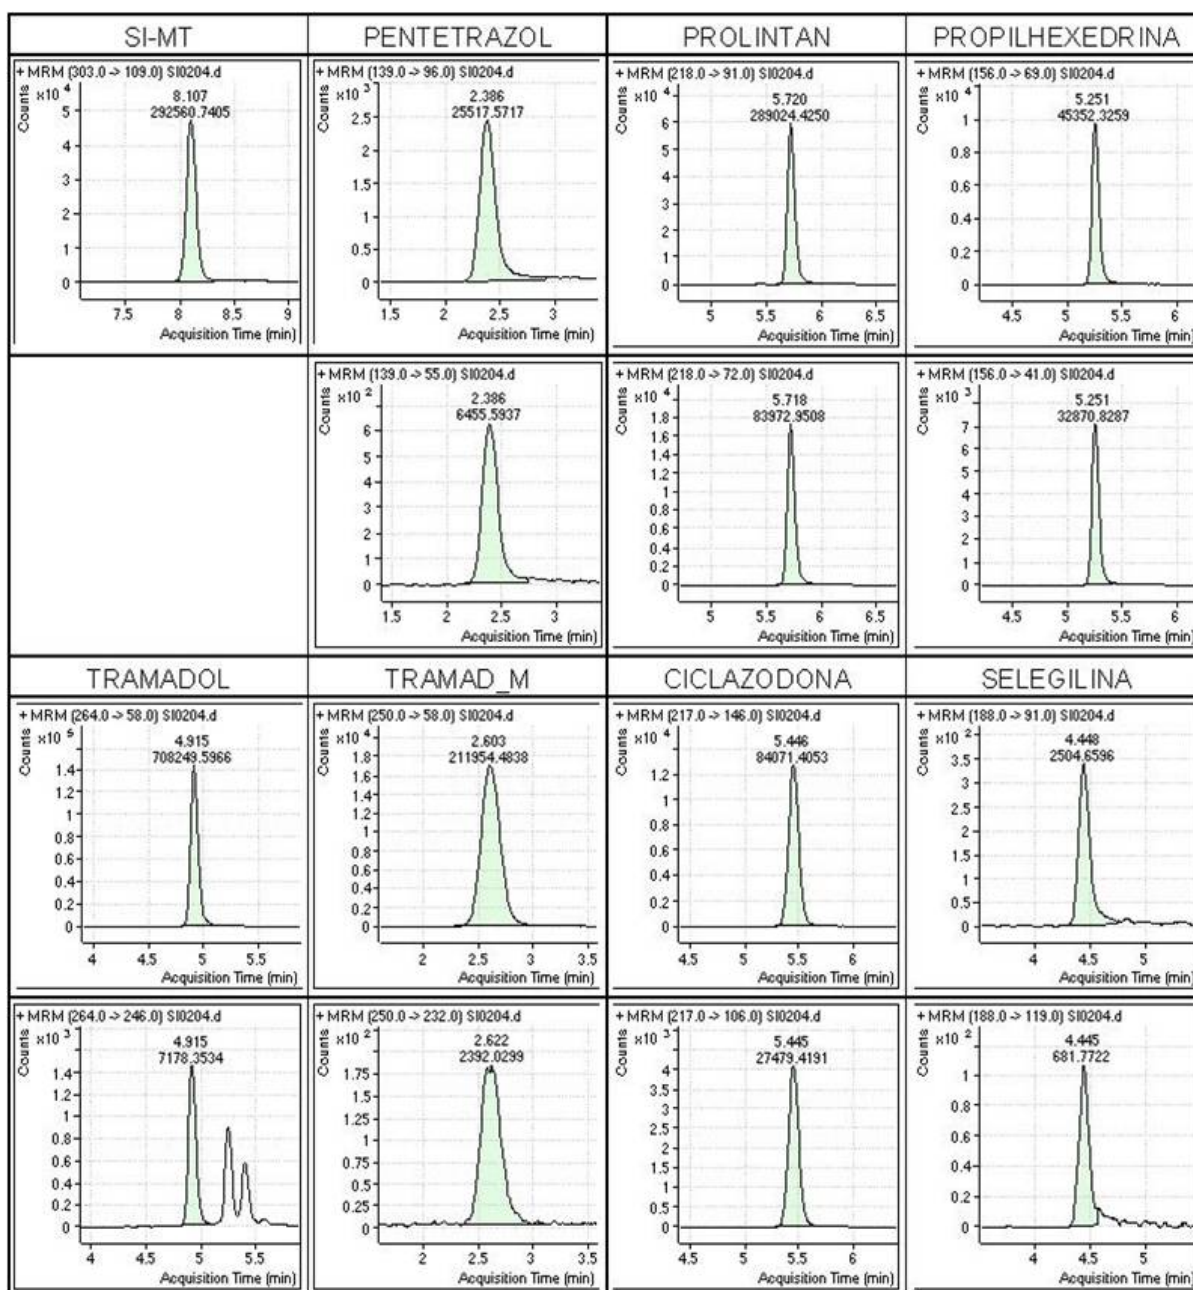 SI-MT
PENTETRAZOL
PROLINTAN
PROPILHEXEDRINA
+ MRM (303.0 -> 109.0) SI0204.d
Counts
x10 4
8.107
292560.7405
5
4
3
2
1
0
7.5 8 8.5 9
Acquisition Time (min)
+ MRM (139.0 -> 96.0) SI0204.d
Counts
x10 3
2.386
25517.5717
3
2.5
2
1.5
1
0.5
0
1.5 2 2.5 3
Acquisition Time (min)
+ MRM (218.0 -> 91.0) SI0204.d
Counts
x10 4
5.720
289024.4250
6
5
4
3
2
1
0
5 5.5 6 6.5
Acquisition Time (min)
+ MRM (156.0 -> 69.0) SI0204.d
Counts
x10 4
5.251
45352.3259
1
0.8
0.6
0.4
0.2
0
4.5 5 5.5 6
Acquisition Time (min)
+ MRM (139.0 -> 55.0) SI0204.d
Counts
x10 2
2.386
6455.5937
6
5
4
3
2
1
0
1.5 2 2.5 3
Acquisition Time (min)
+ MRM (218.0 -> 72.0) SI0204.d
Counts
x10 4
5.718
83972.9508
1.8
1.6
1.4
1.2
1
0.8
0.6
0.4
0.2
0
5 5.5 6 6.5
Acquisition Time (min)
+ MRM (156.0 -> 41.0) SI0204.d
Counts
x10 3
5.251
32870.8287
7
6
5
4
3
2
1
0
4.5 5 5.5 6
Acquisition Time (min)
TRAMADOL
TRAMAD_M
CICLAZODONA
SELEGILINA
+ MRM (264.0 -> 58.0) SI0204.d
Counts
x10 5
4.915
708249.5966
1.4
1.2
1
0.8
0.6
0.4
0.2
0
4 4.5 5 5.5
Acquisition Time (min)
+ MRM (250.0 -> 58.0) SI0204.d
Counts
x10 4
2.603
211954.4838
1.8
1.6
1.4
1.2
1
0.8
0.6
0.4
0.2
0
2 2.5 3 3.5
Acquisition Time (min)
+ MRM (217.0 -> 146.0) SI0204.d
Counts
x10 4
5.446
84071.4053
1.2
1
0.8
0.6
0.4
0.2
0
4.5 5 5.5 6
Acquisition Time (min)
+ MRM (188.0 -> 91.0) SI0204.d
Counts
x10 2
4.448
2504.6596
3.5
3
2.5
2
1.5
1
0.5
0
4 4.5 5
Acquisition Time (min)
+ MRM (264.0 -> 246.0) SI0204.d
Counts
x10 3
4.915
7178.3534
1.4
1.2
1
0.8
0.6
0.4
0.2
0
4 4.5 5 5.5
Acquisition Time (min)
+ MRM (250.0 -> 232.0) SI0204.d
Counts
x10 2
2.622
2392.0299
1.75
1.5
1.25
1
0.75
0.5
0.25
0
2 2.5 3 3.5
Acquisition Time (min)
+ MRM (217.0 -> 106.0) SI0204.d
Counts
x10 3
5.445
27479.4191
4
3.5
3
2.5
2
1.5
1
0.5
0
4.5 5 5.5 6
Acquisition Time (min)
+ MRM (188.0 -> 119.0) SI0204.d
Counts
x10 2
4.445
681.7722
1
0.8
0.6
0.4
0.2
0
4 4.5 5
Acquisition Time (min)